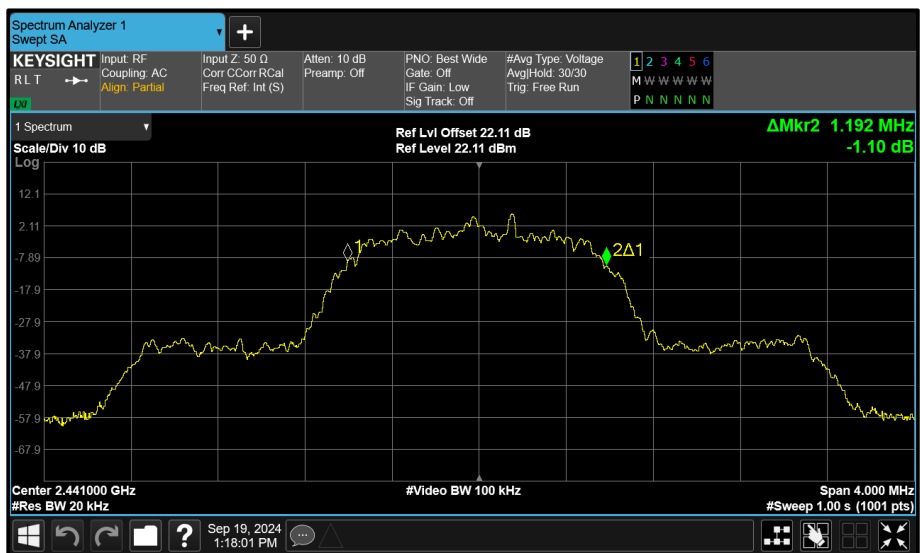 Spectrum Analyzer 1
Swept SA
+
KEYSIGHT
R L T
LXI
Input: RF
Coupling: AC
Align: Partial
Input Z: 50 Ω
Corr CCorr RCal
Freq Ref: Int (S)
Atten: 10 dB
Preamp: Off
PNO: Best Wide
Gate: Off
IF Gain: Low
Sig Track: Off
#Avg Type: Voltage
Avg|Hold: 30/30
Trig: Free Run
1 2 3 4 5 6
M W W W W W
P N N N N N
1 Spectrum
Scale/Div 10 dB
Ref Lvl Offset 22.11 dB
Ref Level 22.11 dBm
ΔMkr2 1.192 MHz
-1.10 dB
Log
12.1
2.11
-7.89
-17.9
-27.9
-37.9
-47.9
-57.9
-67.9
1
2Δ1
Center 2.441000 GHz
#Res BW 20 kHz
#Video BW 100 kHz
Span 4.000 MHz
#Sweep 1.00 s (1001 pts)
?
Sep 19, 2024
1:18:01 PM